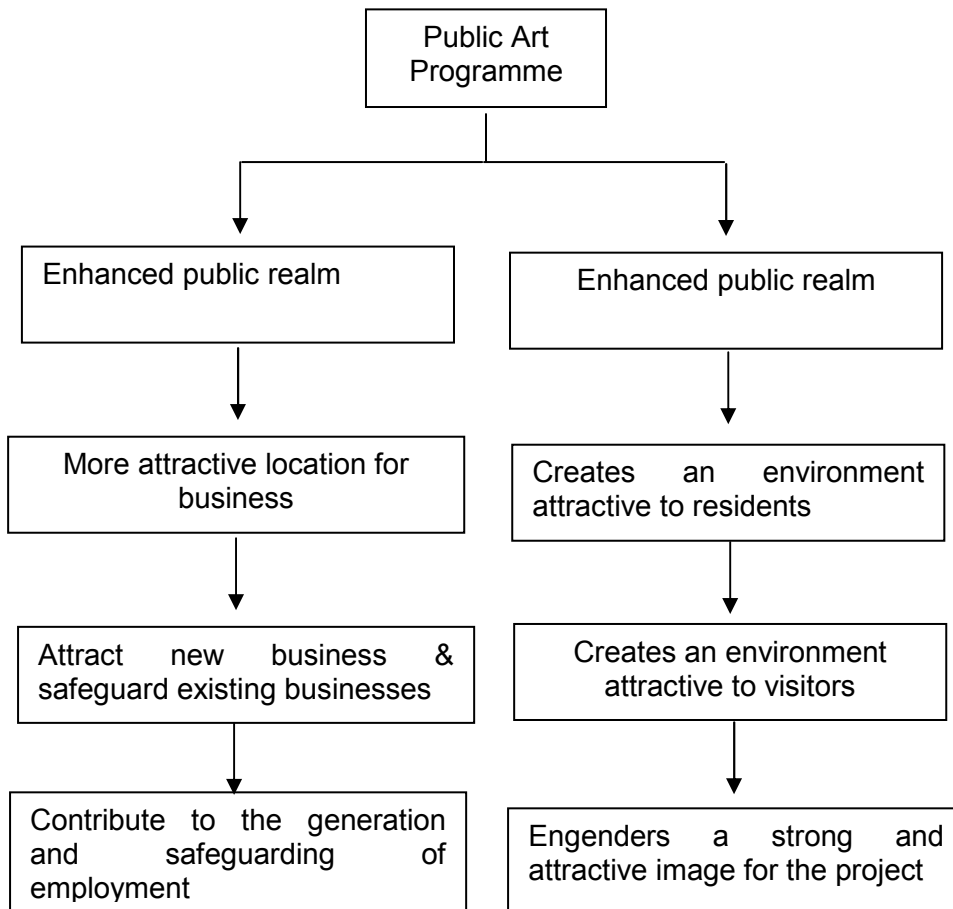 Public Art
Programme
Enhanced public realm
Enhanced public realm
More attractive location for
business
Creates an environment
attractive to residents
Attract new business &
safeguard existing businesses
Creates an environment
attractive to visitors
Contribute to the generation
and safeguarding of
employment
Engenders a strong and
attractive image for the project